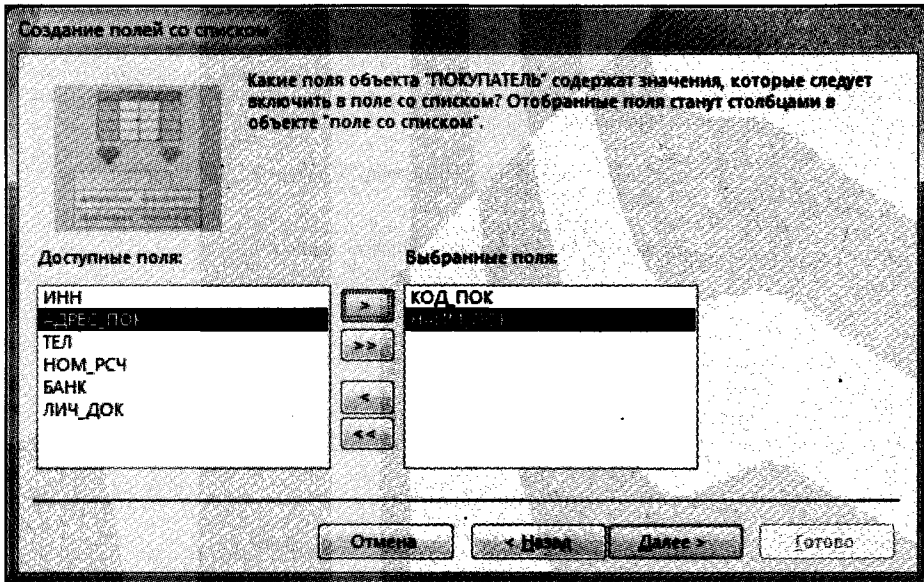 Создание полей со списком
Какие поля объекта "ПОКУПАТЕЛЬ" содержат значения, которые следует
включить в поле со списком? Отобранные поля станут столбцами в
объекте "поле со списком".
Доступные поля:
Выбранные поля:
ИНН
АДРЕС_ПОК
ТЕЛ
НОМ_РСЧ
БАНК
ЛИЧ_ДОК
>
>>
<
<<
КОД_ПОК
Отмена
< Назад
Далее >
Готово